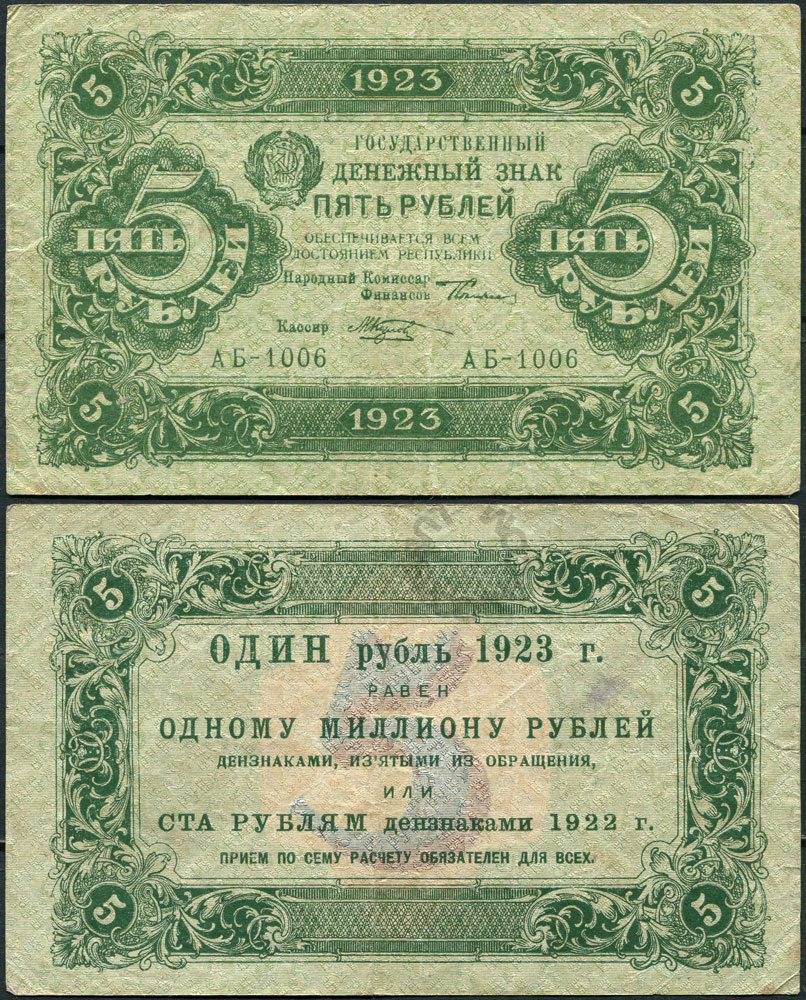 5 1923 5
ГОСУДАРСТВЕННЫЙ
ДЕНЕЖНЫЙ ЗНАК
ПЯТЬ РУБЛЕЙ
5 ПЯТЬ РУБЛЕЙ
5 ПЯТЬ РУБЛЕЙ
ОБЕСПЕЧИВАЕТСЯ ВСЕМ
ДОСТОЯНИЕМ РЕСПУБЛИКИ
Народный Комиссар
Финансов
Кассир
АБ-1006 АБ-1006
5 1923 5
5 5
ОДИН рубль 1923 г.
РАВЕН
ОДНОМУ МИЛЛИОНУ РУБЛЕЙ
ДЕНЗНАКАМИ, ИЗ'ЯТЫМИ ИЗ ОБРАЩЕНИЯ,
ИЛИ
СТА РУБЛЯМ дензнаками 1922 г.
ПРИЕМ ПО СЕМУ РАСЧЕТУ ОБЯЗАТЕЛЕН ДЛЯ ВСЕХ.
5
5 5